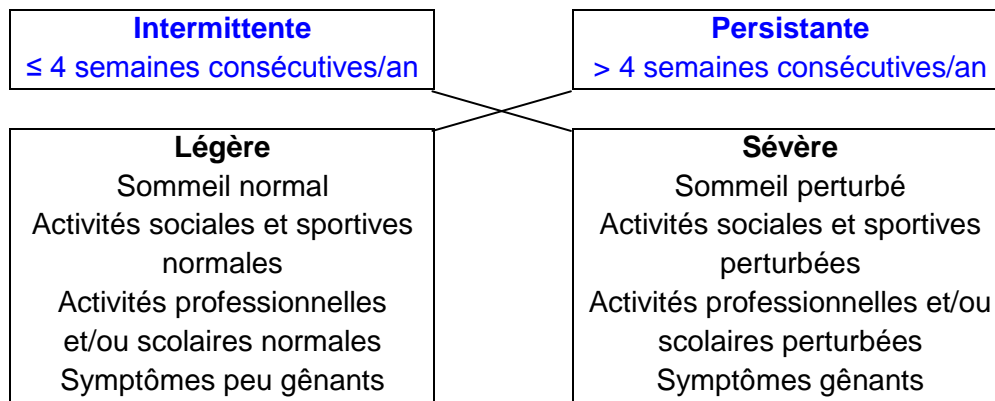 Intermittente
≤ 4 semaines consécutives/an
Persistante
> 4 semaines consécutives/an
Légère
Sommeil normal
Activités sociales et sportives
normales
Activités professionnelles
et/ou scolaires normales
Symptômes peu gênants
Sévère
Sommeil perturbé
Activités sociales et sportives
perturbées
Activités professionnelles et/ou
scolaires perturbées
Symptômes gênants